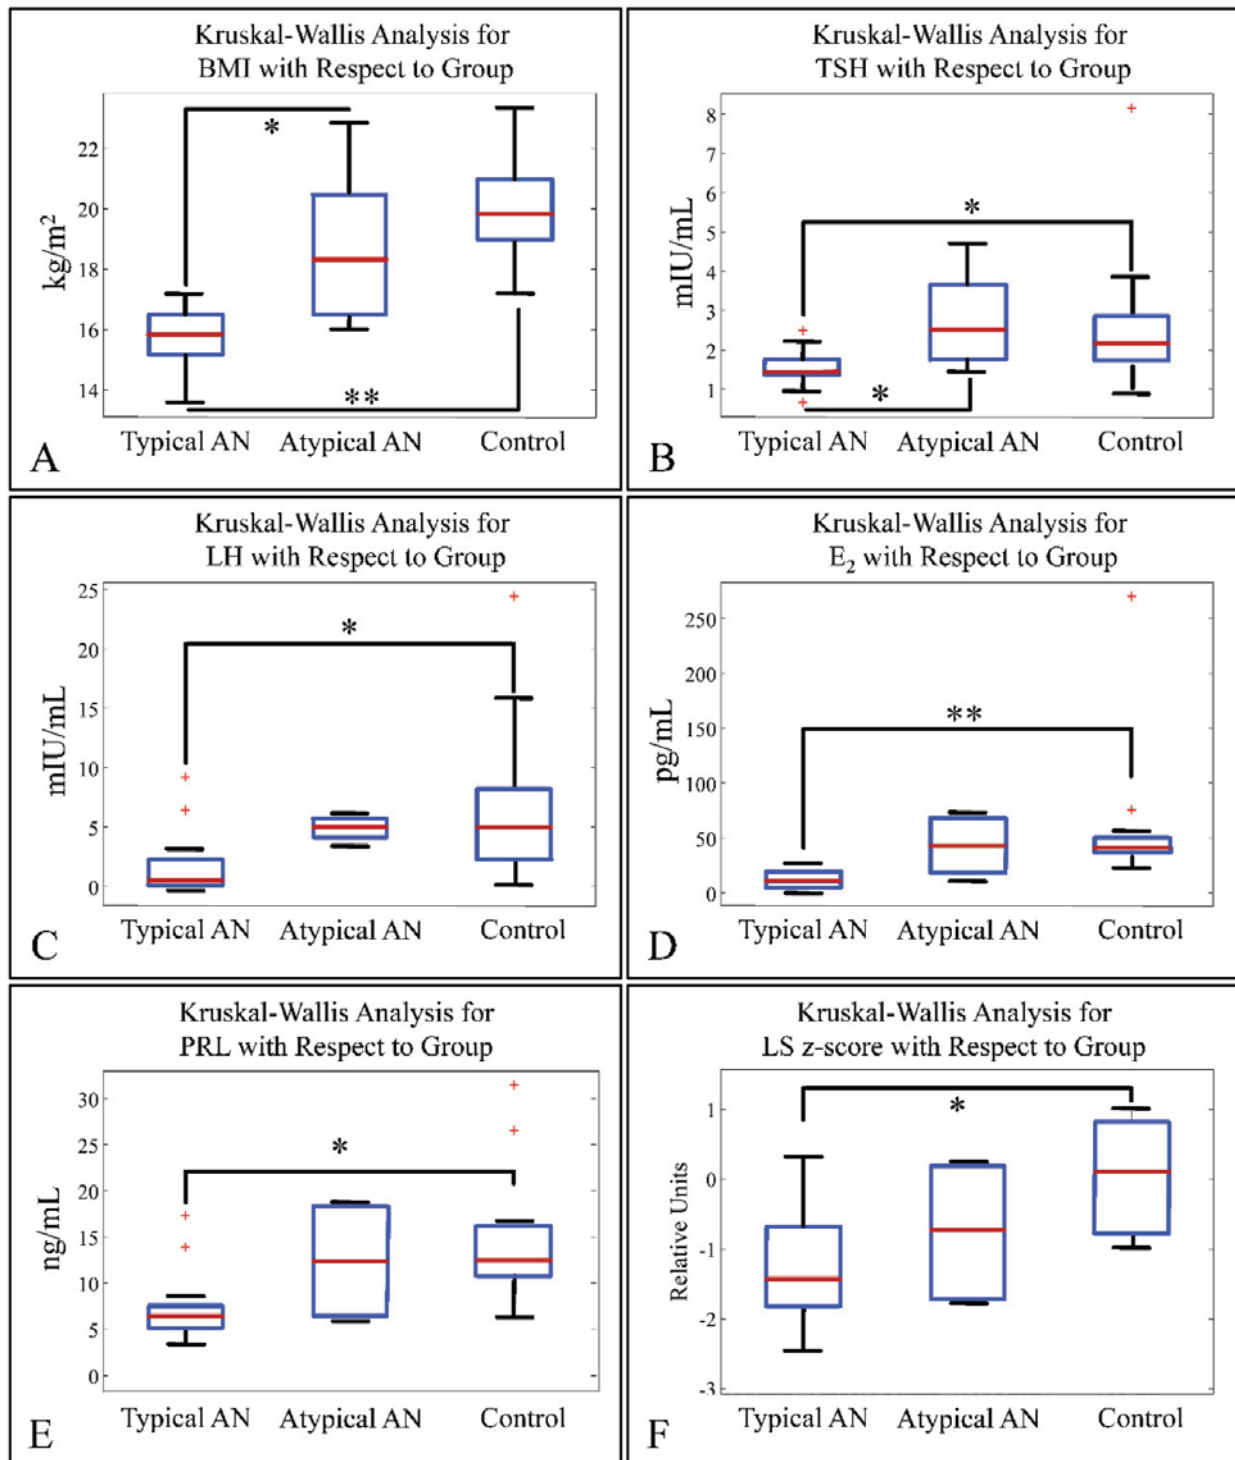 Kruskal-Wallis Analysis for
BMI with Respect to Group
kg/m²
22
20
18
16
14
*
**
Typical AN Atypical AN Control
A
Kruskal-Wallis Analysis for
TSH with Respect to Group
mIU/mL
8
7
6
5
4
3
2
1
*
*
Typical AN Atypical AN Control
B
Kruskal-Wallis Analysis for
LH with Respect to Group
mIU/mL
25
20
15
10
5
0
*
Typical AN Atypical AN Control
C
Kruskal-Wallis Analysis for
E₂ with Respect to Group
pg/mL
250
200
150
100
50
0
**
Typical AN Atypical AN Control
D
Kruskal-Wallis Analysis for
PRL with Respect to Group
ng/mL
30
25
20
15
10
5
0
*
Typical AN Atypical AN Control
E
Kruskal-Wallis Analysis for
LS z-score with Respect to Group
Relative Units
1
0
-1
-2
-3
*
Typical AN Atypical AN Control
F